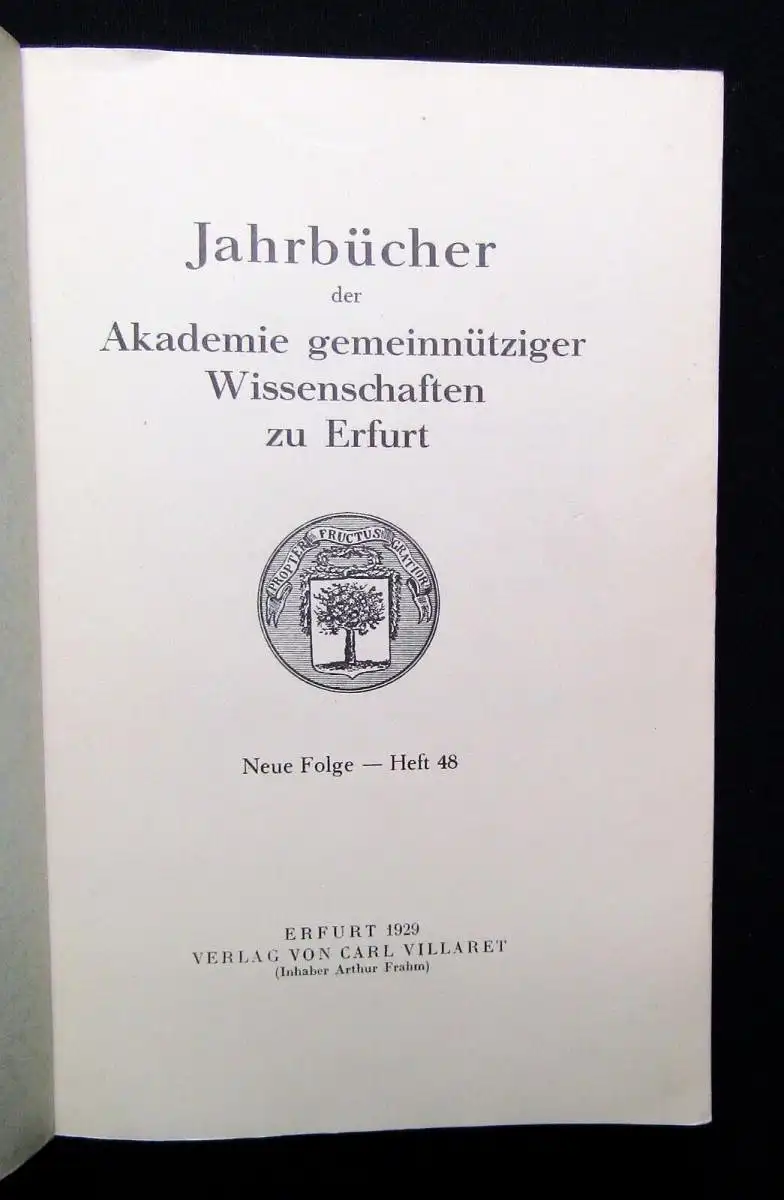 Jahrbücher
der
Akademie gemeinnütziger
Wissenschaften
zu Erfurt
PROPTER FRUCTUS GRATIOR
Neue Folge — Heft 48
ERFURT 1929
VERLAG VON CARL VILLARET
(Inhaber Arthur Frahm)